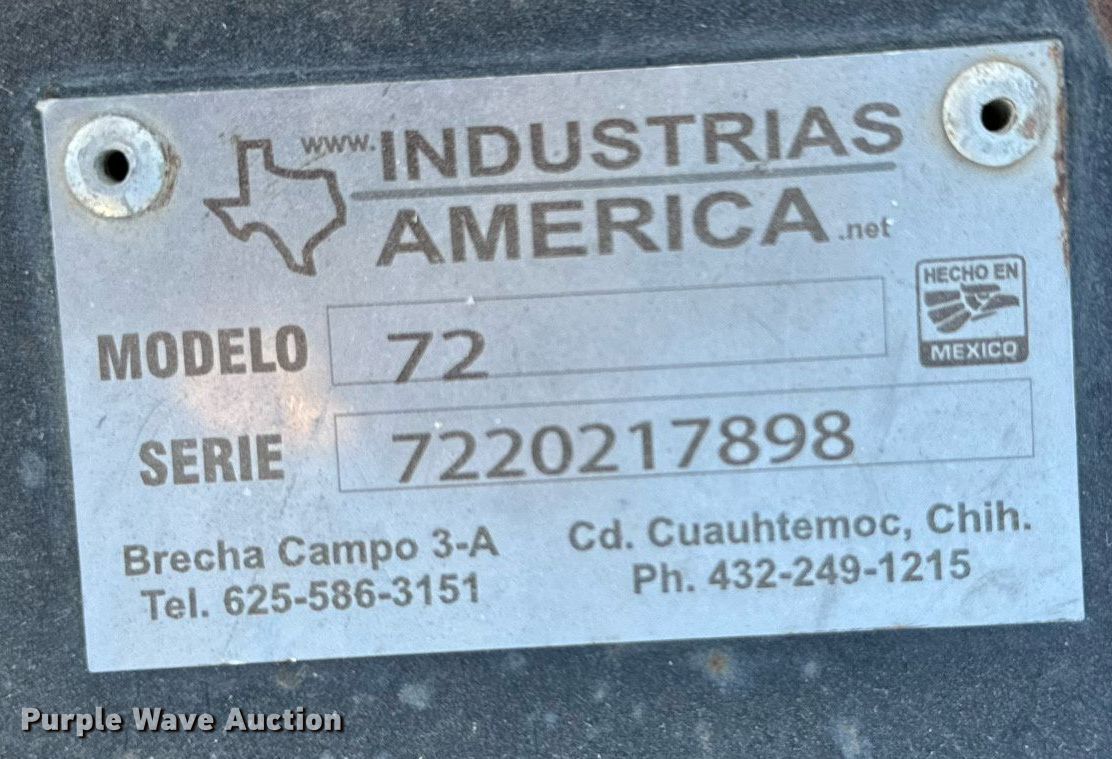 www. INDUSTRIAS
AMERICA .net
HECHO EN
MEXICO
MODELO 72
SERIE 7220217898
Brecha Campo 3-A Cd. Cuauhtemoc, Chih.
Tel. 625-586-3151 Ph. 432-249-1215
Purple Wave Auction